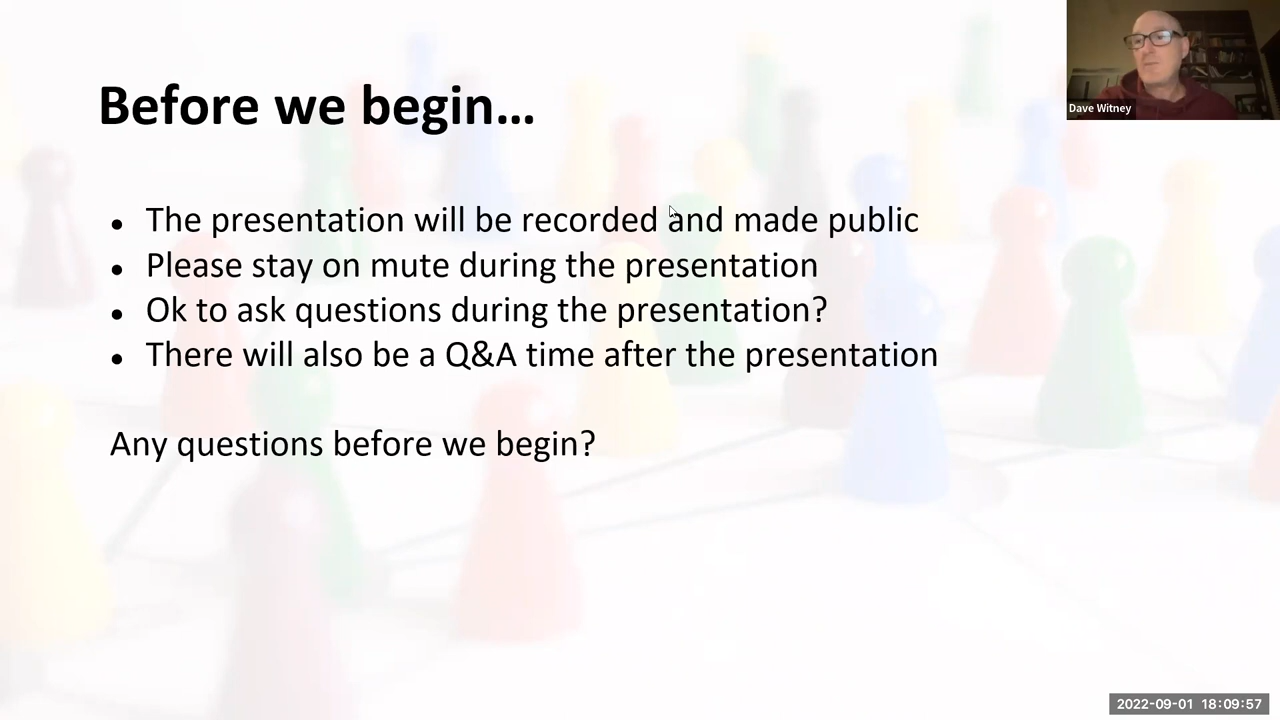 Before we begin...
Dave Witney
• The presentation will be recorded and made public
• Please stay on mute during the presentation
• Ok to ask questions during the presentation?
• There will also be a Q&A time after the presentation
Any questions before we begin?
2022-09-01 18:09:57